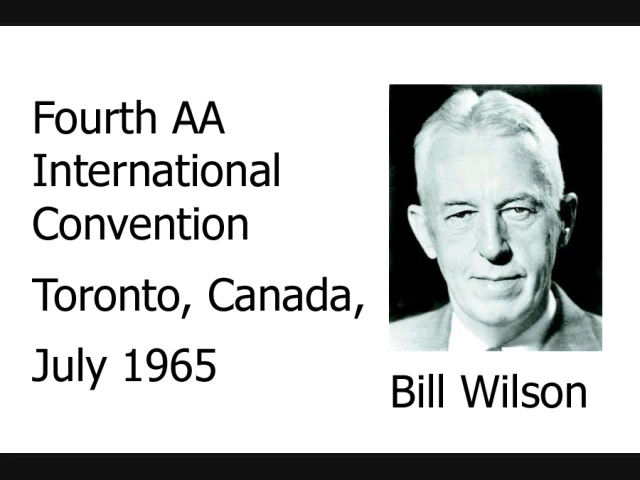 Fourth AA
International
Convention
Toronto, Canada,
July 1965
Bill Wilson